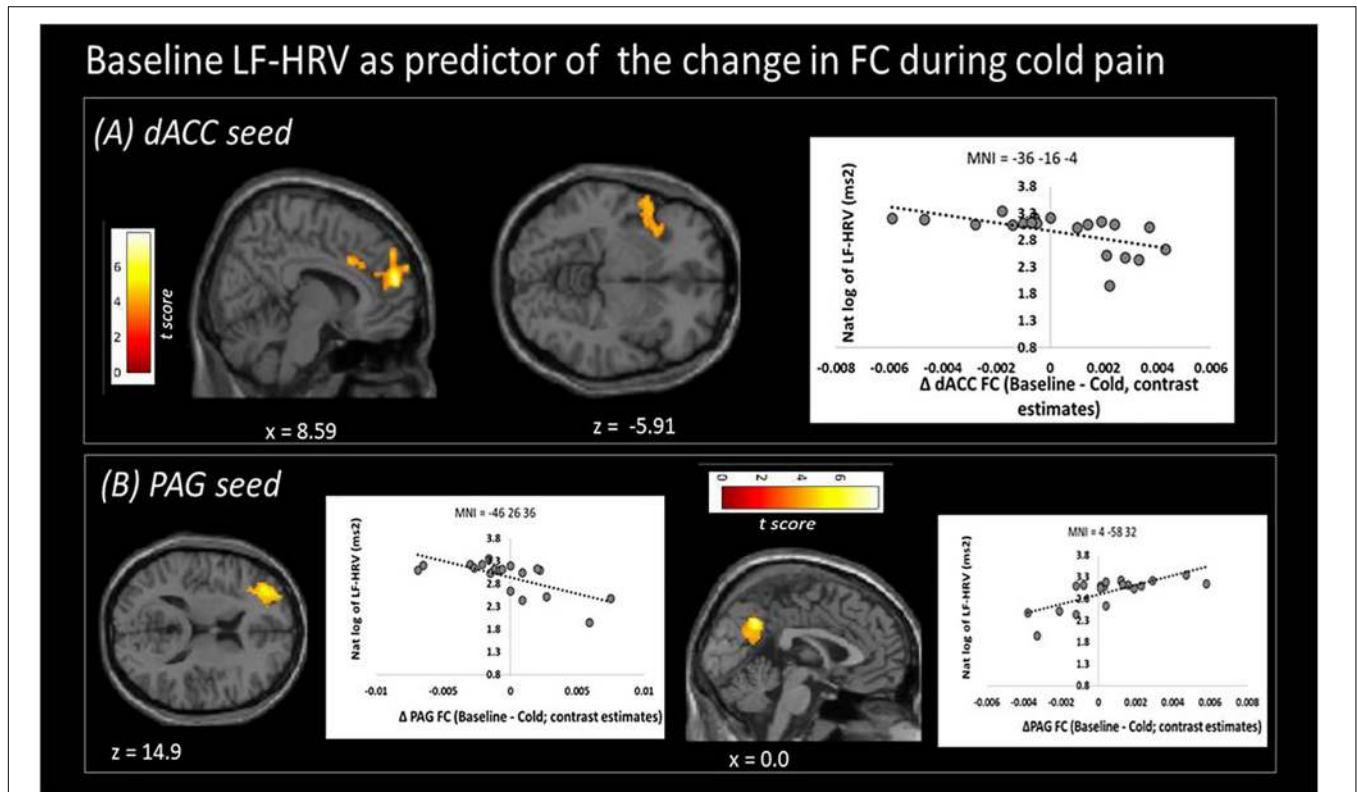 Baseline LF-HRV as predictor of the change in FC during cold pain
(A) dACC seed
6
4
2
0
t score
x = 8.59
z = -5.91
MNI = -36 -16 -4
Nat log of LF-HRV (ms2)
3.8
3.3
2.8
2.3
1.8
1.3
0.8
-0.008 -0.006 -0.004 -0.002 0 0.002 0.004 0.006
Δ dACC FC (Baseline - Cold, contrast
estimates)
(B) PAG seed
z = 14.9
MNI = -46 26 36
Nat log of LF-HRV (ms2)
3.8
3.3
2.8
2.3
1.8
1.3
0.8
-0.01 -0.005 0 0.005 0.01
Δ PAG FC (Baseline - Cold; contrast estimates)
0 2 4 6
t score
x = 0.0
MNI = 4 -58 32
Nat log of LF-HRV (ms2)
3.8
3.3
2.8
2.3
1.8
1.3
0.8
-0.006 -0.004 -0.002 0 0.002 0.004 0.006 0.008
ΔPAG FC (Baseline - Cold; contrast estimates)